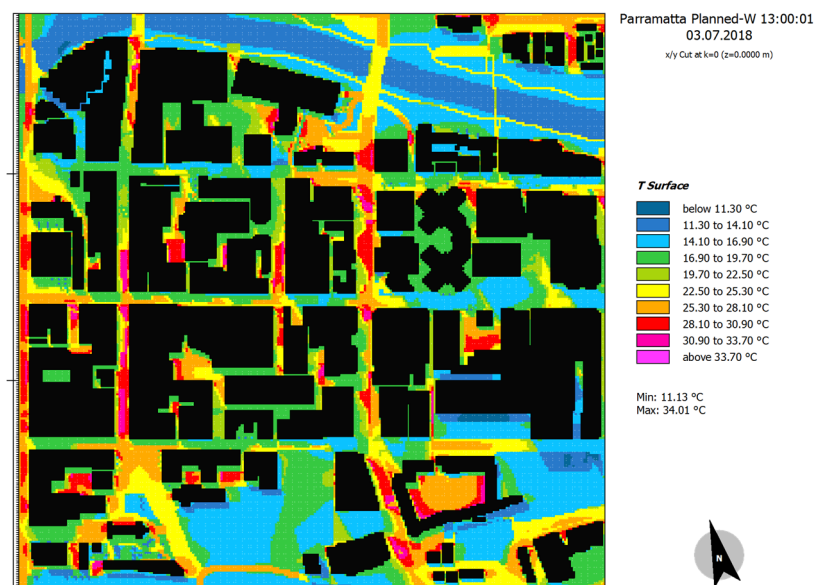 Parramatta Planned-W 13:00:01
03.07.2018
x/y Cut at k=0 (z=0.0000 m)
T Surface
below 11.30 °C
11.30 to 14.10 °C
14.10 to 16.90 °C
16.90 to 19.70 °C
19.70 to 22.50 °C
22.50 to 25.30 °C
25.30 to 28.10 °C
28.10 to 30.90 °C
30.90 to 33.70 °C
above 33.70 °C
Min: 11.13 °C
Max: 34.01 °C
N